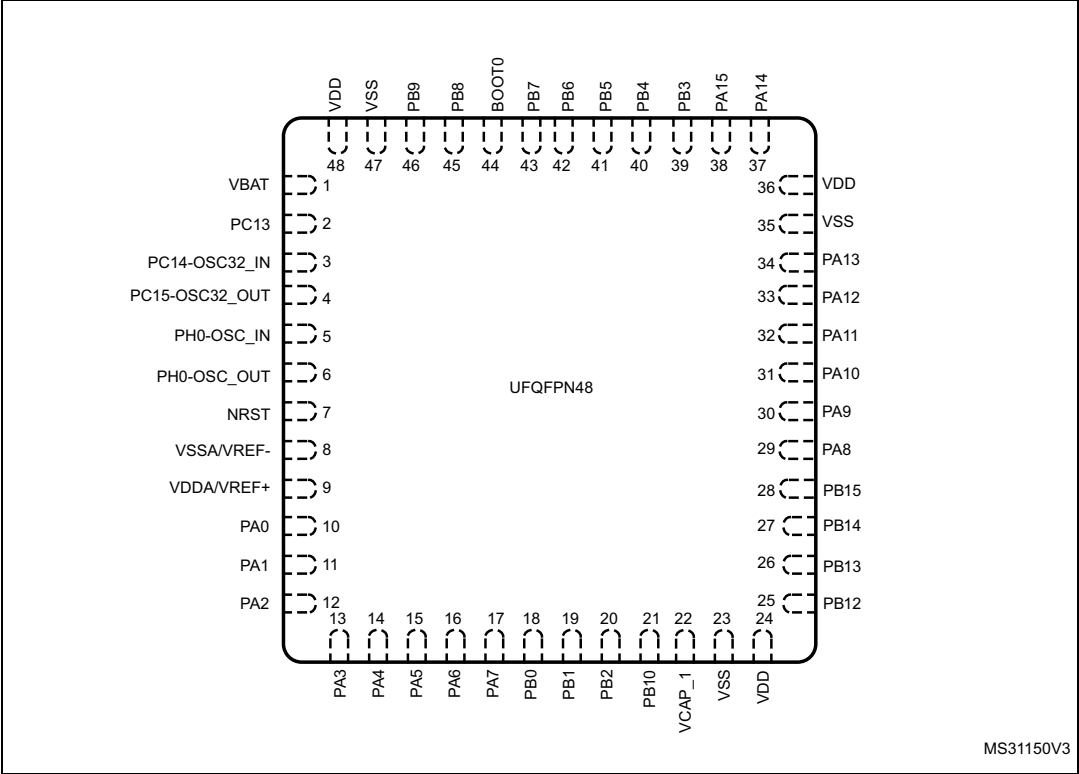 VDD
VSS
PB9
PB8
BOOT0
PB7
PB6
PB5
PB4
PB3
PA15
PA14
48 47 46 45 44 43 42 41 40 39 38 37
VBAT 1 36 VDD
PC13 2 35 VSS
PC14-OSC32_IN 3 34 PA13
PC15-OSC32_OUT 4 33 PA12
PH0-OSC_IN 5 32 PA11
PH0-OSC_OUT 6 31 PA10
UFQFPN48
NRST 7 30 PA9
VSSA/VREF- 8 29 PA8
VDDA/VREF+ 9 28 PB15
PA0 10 27 PB14
PA1 11 26 PB13
PA2 12 25 PB12
13 14 15 16 17 18 19 20 21 22 23 24
PA3
PA4
PA5
PA6
PA7
PB0
PB1
PB2
PB10
VCAP_1
VSS
VDD
MS31150V3